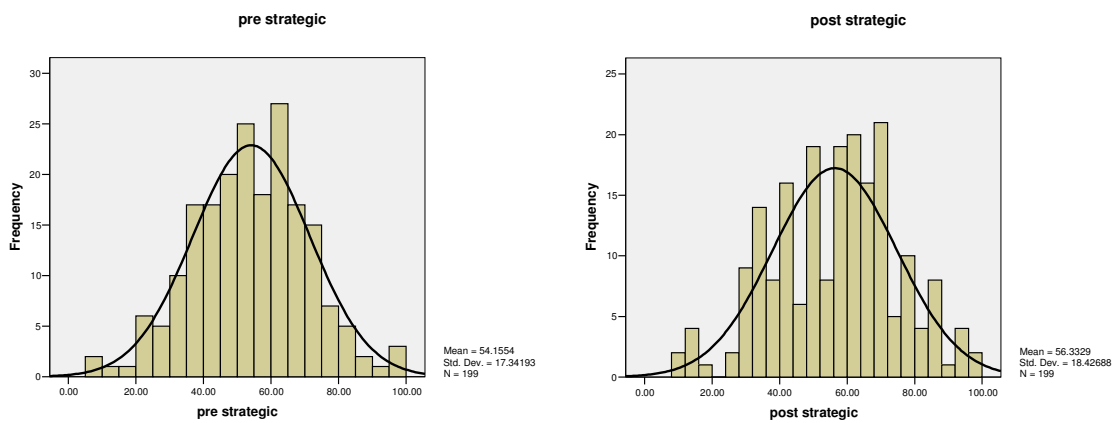 pre strategic
30
25
20
15
10
5
0
Frequency
0.00 20.00 40.00 60.00 80.00 100.00
pre strategic
Mean = 54.1554
Std. Dev. = 17.34193
N = 199
post strategic
25
20
15
10
5
0
Frequency
0.00 20.00 40.00 60.00 80.00 100.00
post strategic
Mean = 56.3329
Std. Dev. = 18.42688
N = 199